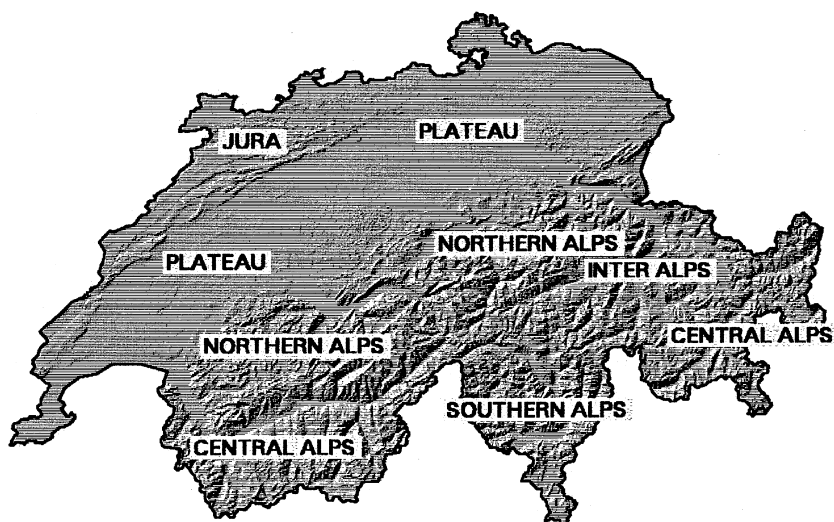 PLATEAU
JURA
NORTHERN ALPS
PLATEAU
INTER ALPS
CENTRAL ALPS
NORTHERN ALPS
SOUTHERN ALPS
CENTRAL ALPS